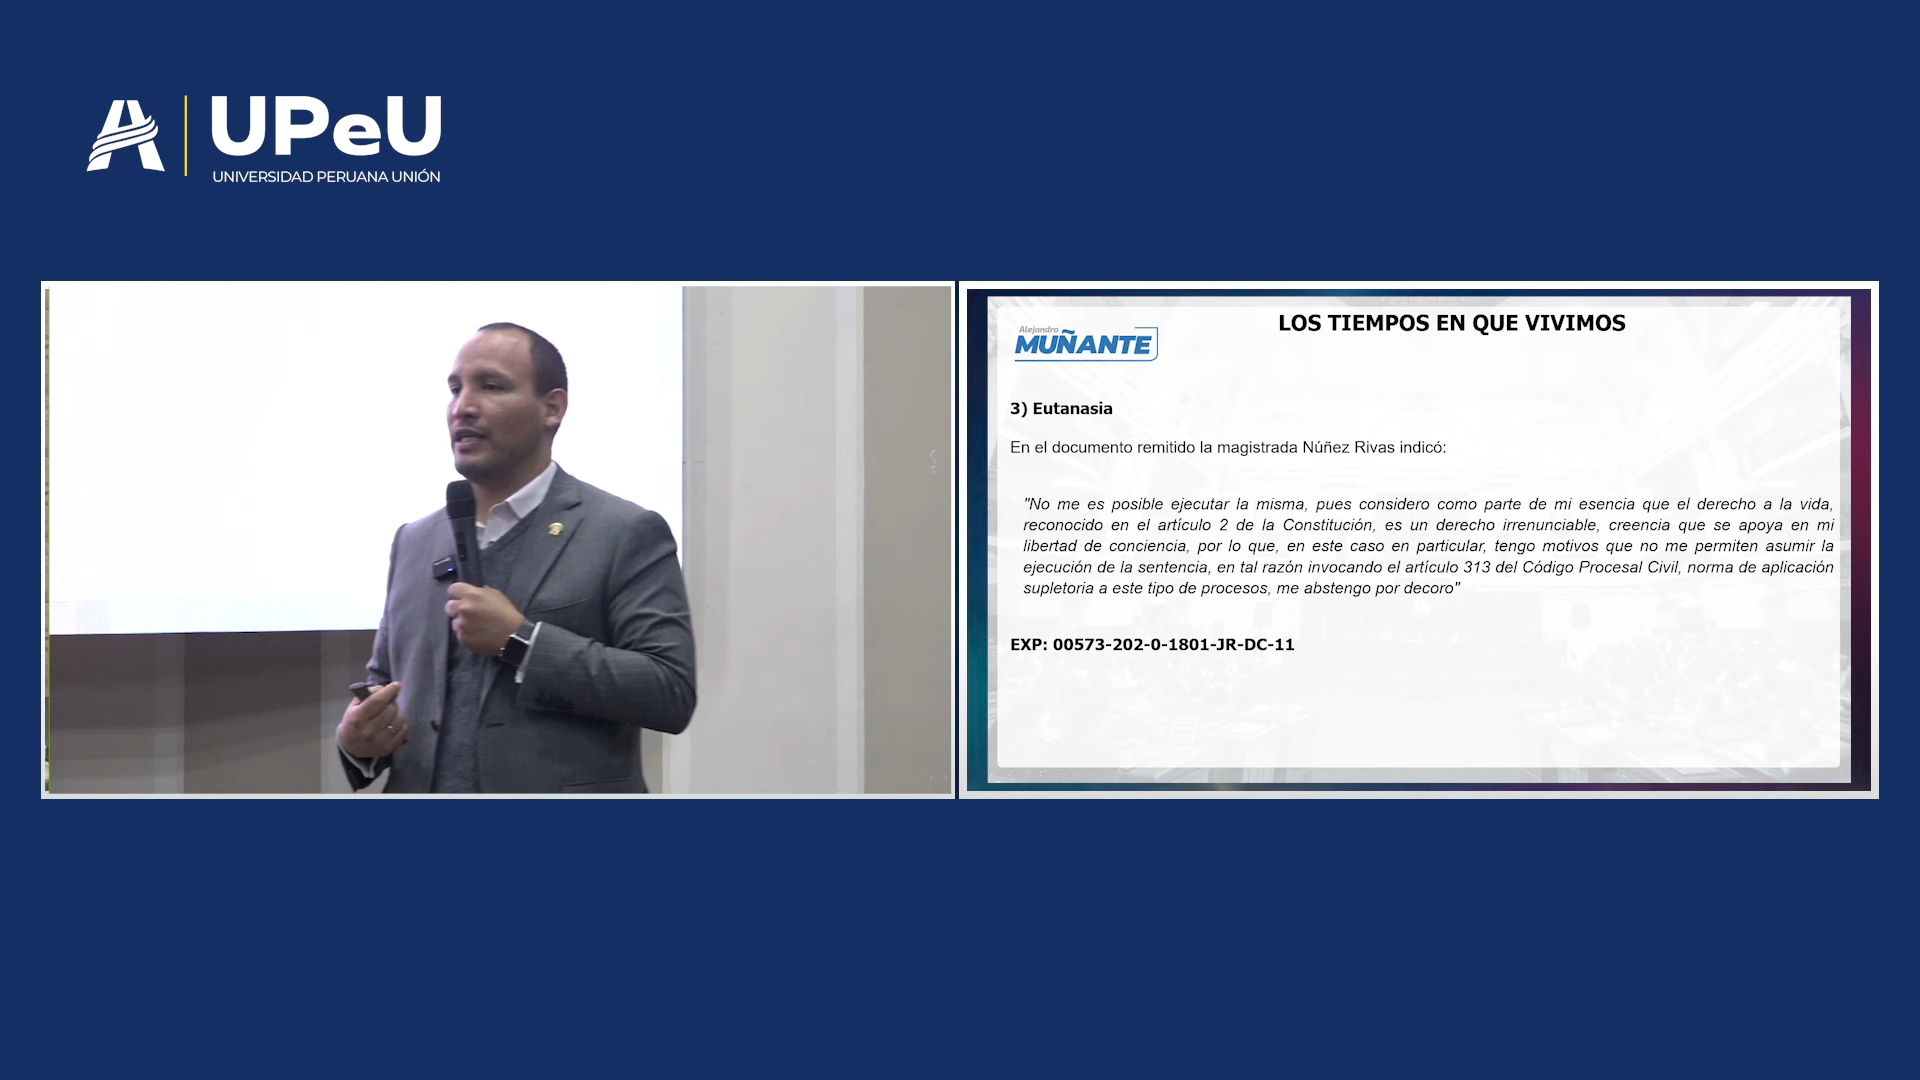 UPeU
UNIVERSIDAD PERUANA UNIÓN
LOS TIEMPOS EN QUE VIVIMOS
Alejandro
MUÑANTE
3) Eutanasia
En el documento remitido la magistrada Núñez Rivas indicó:
"No me es posible ejecutar la misma, pues considero como parte de mi esencia que el derecho a la vida,
reconocido en el artículo 2 de la Constitución, es un derecho irrenunciable, creencia que se apoya en mi
libertad de conciencia, por lo que, en este caso en particular, tengo motivos que no me permiten asumir la
ejecución de la sentencia, en tal razón invocando el artículo 313 del Código Procesal Civil, norma de aplicación
supletoria a este tipo de procesos, me abstengo por decoro"
EXP: 00573-202-0-1801-JR-DC-11